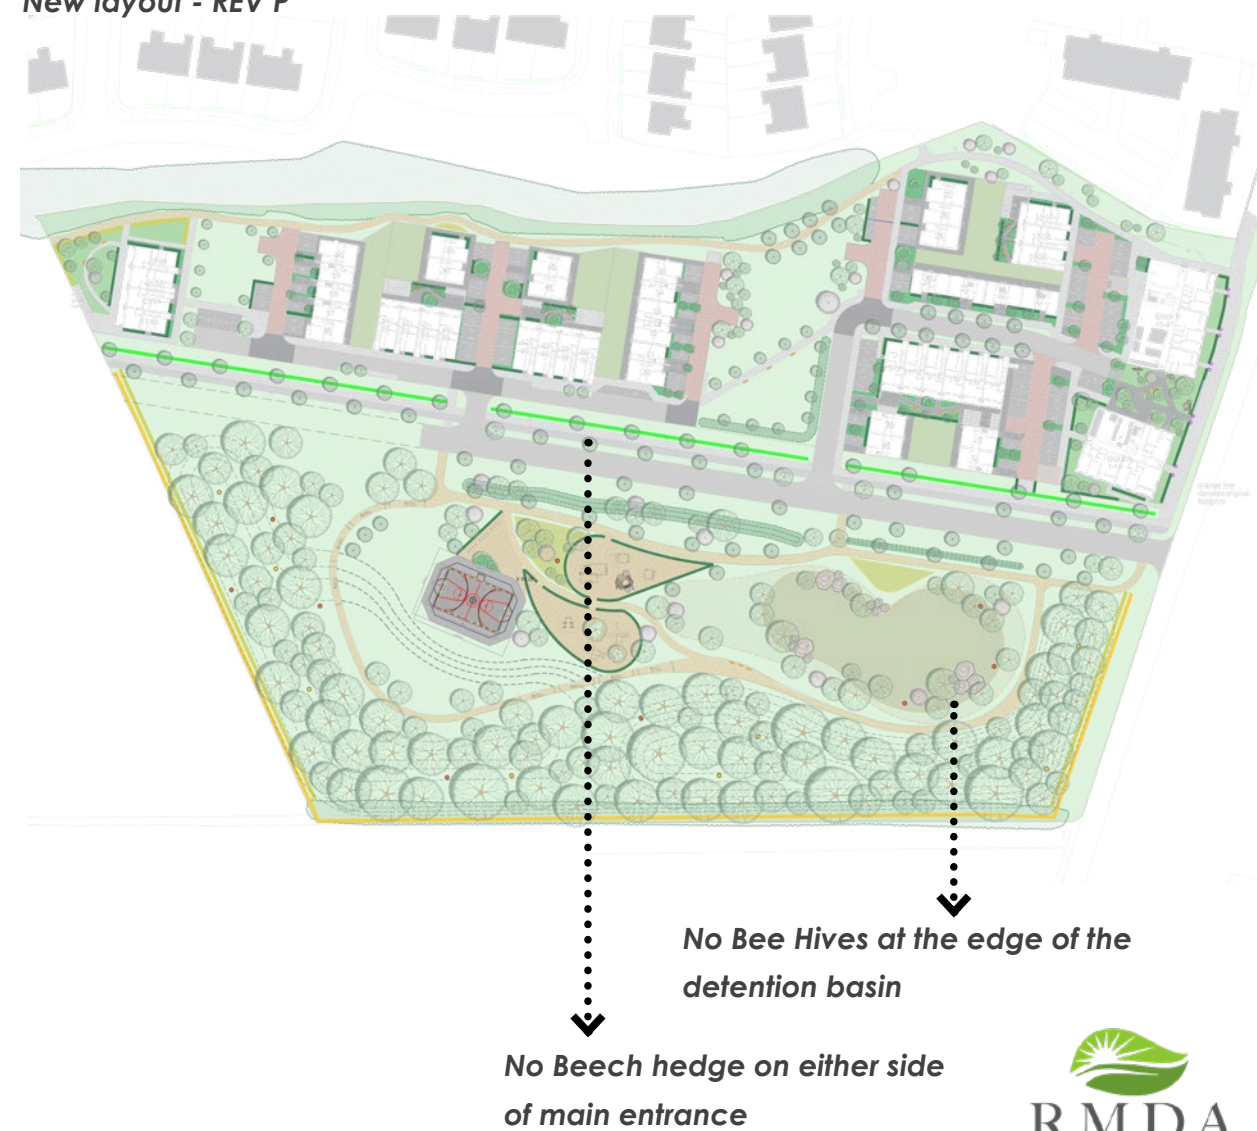 New layout - REV P
No Bee Hives at the edge of the
detention basin
No Beech hedge on either side
of main entrance
RMDA